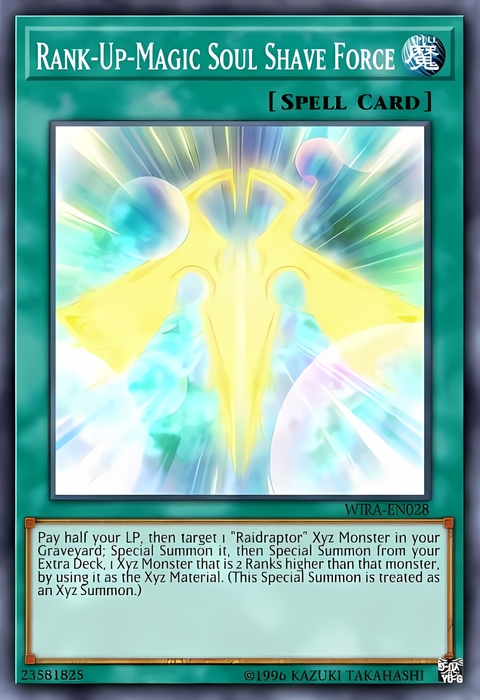 Rank-Up-Magic Soul Shave Force
[Spell Card]
WIRA-EN028
Pay half your LP, then target 1 "Raidraptor" Xyz Monster in your
Graveyard; Special Summon it, then Special Summon from your
Extra Deck, 1 Xyz Monster that is 2 Ranks higher than that monster,
by using it as the Xyz Material. (This Special Summon is treated as
an Xyz Summon.)
23581825 ©1996 KAZUKI TAKAHASHI